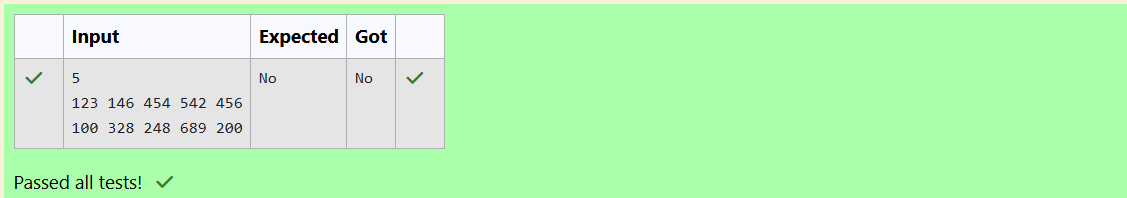 Input Expected Got
5 No No
123 146 454 542 456
100 328 248 689 200
Passed all tests!